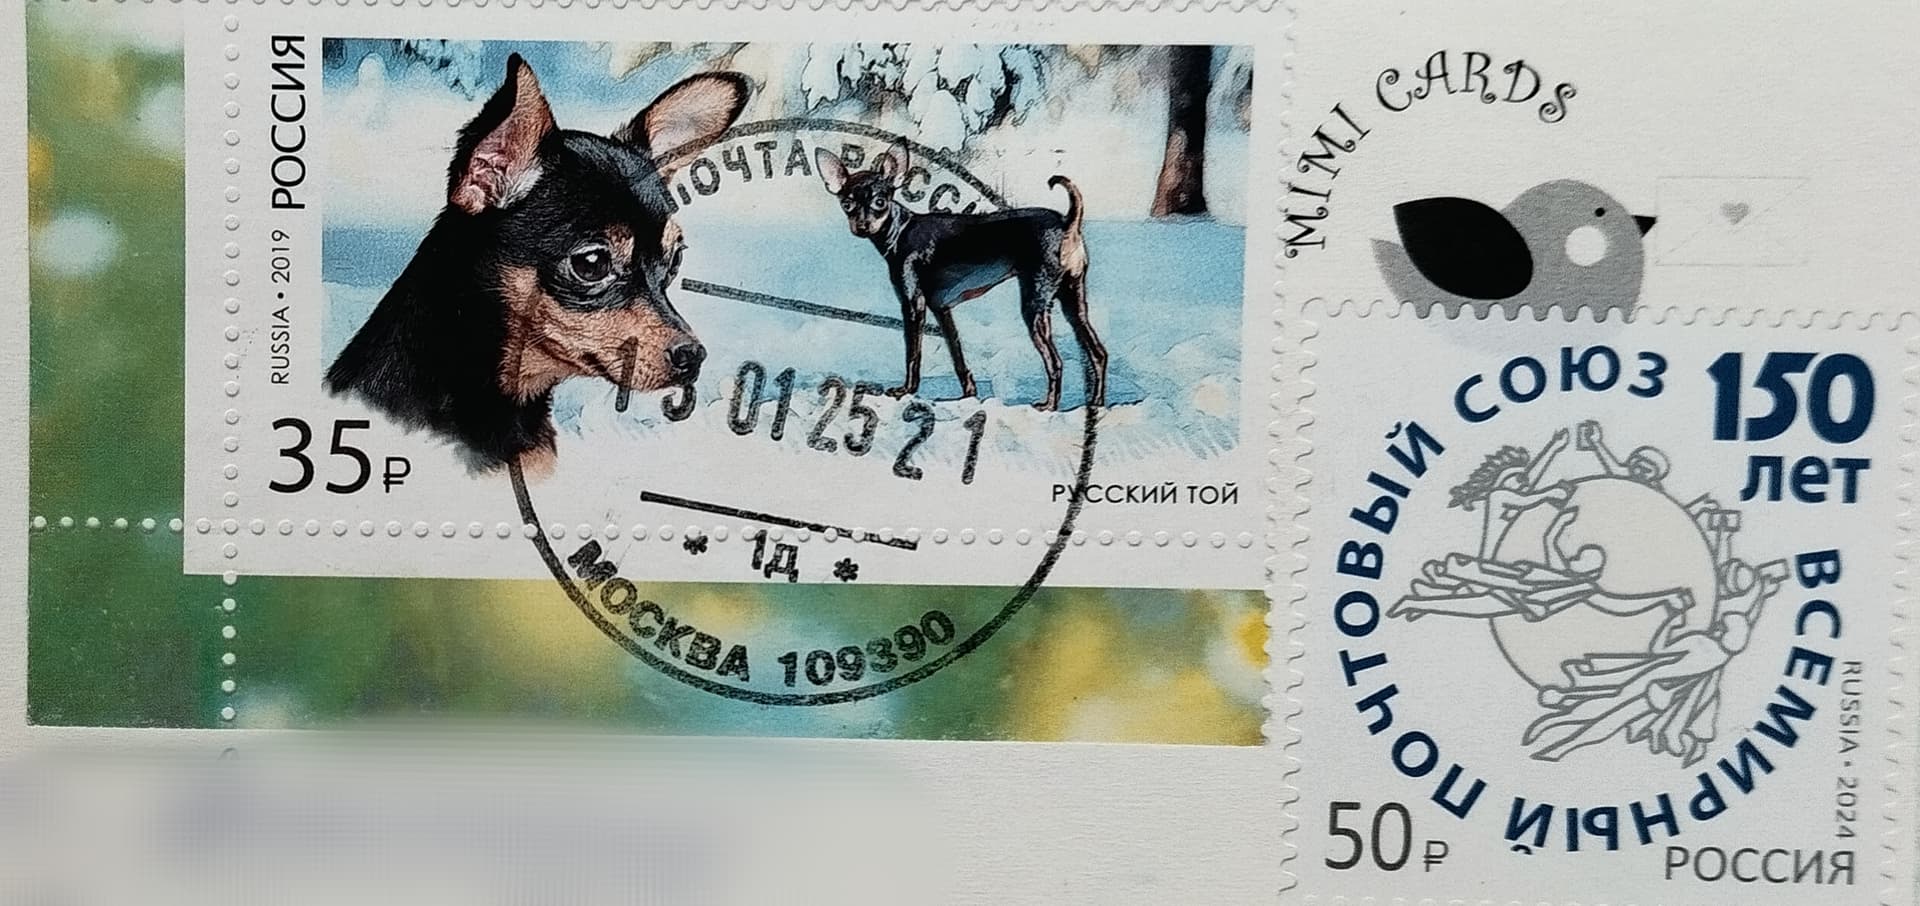 РОССИЯ
RUSSIA • 2019
35₽
РУССКИЙ ТОЙ
ПОЧТА РОССИИ
13 01 25 21
* 1Д *
МОСКВА 109390
MIMI CARDS
ВСЕМИРНЫЙ ПОЧТОВЫЙ СОЮЗ
150
лет
RUSSIA • 2024
50₽
РОССИЯ